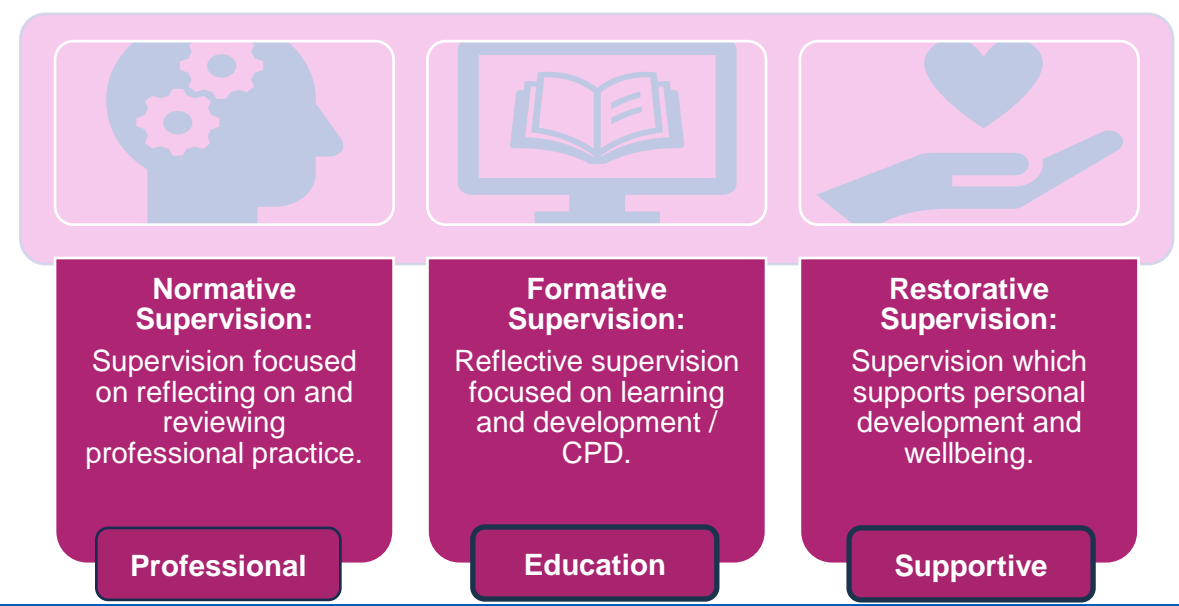 Normative
Supervision:
Supervision focused
on reflecting on and
reviewing
professional practice.
Professional
Formative
Supervision:
Reflective supervision
focused on learning
and development /
CPD.
Education
Restorative
Supervision:
Supervision which
supports personal
development and
wellbeing.
Supportive